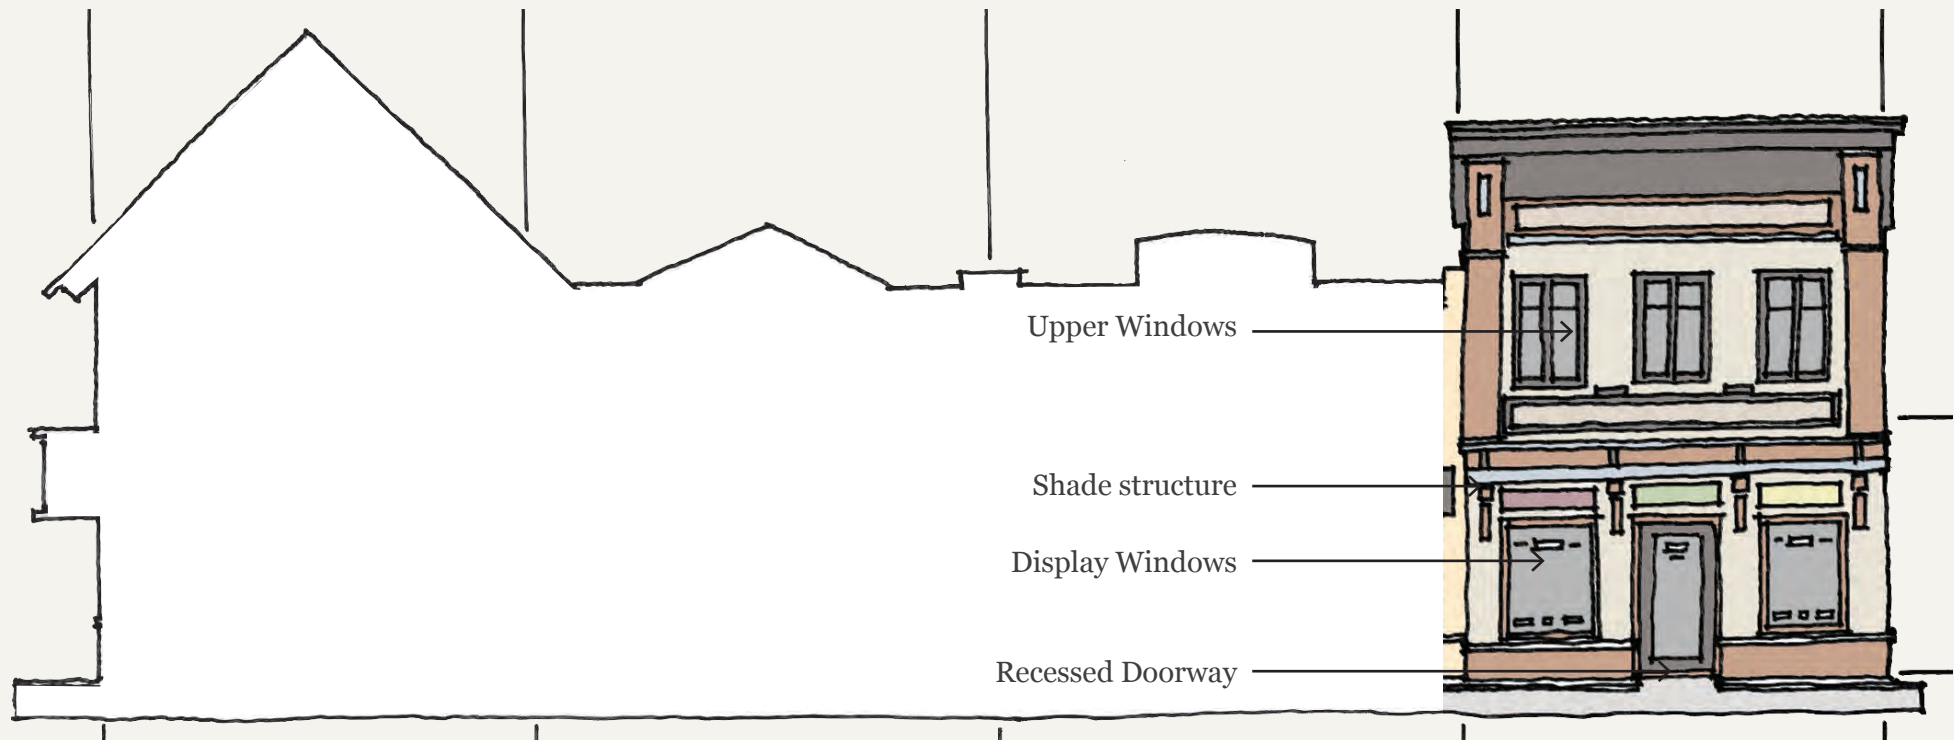 Upper Windows
Shade structure
Display Windows
Recessed Doorway